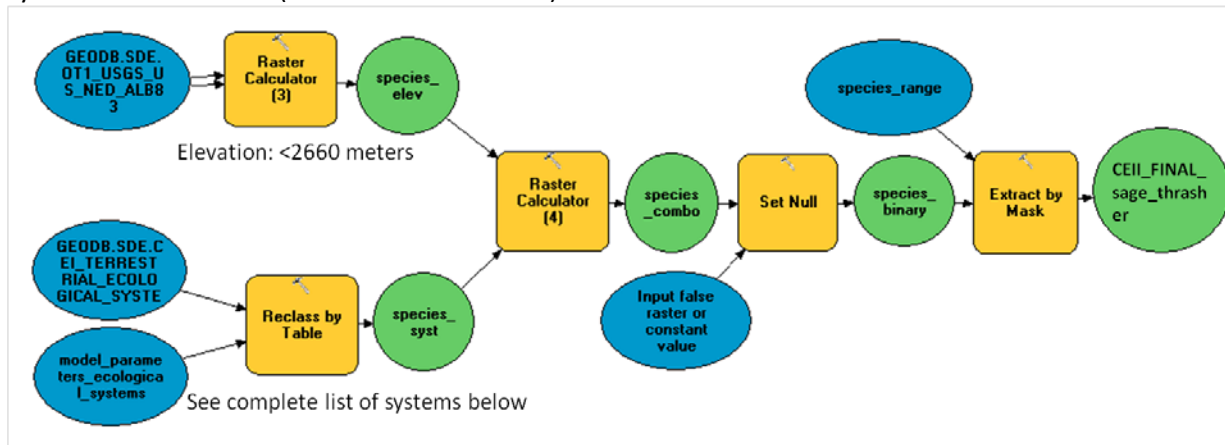 GEODB.SDE.
OT1_USGS_U
S_NED_ALB8
3
Raster
Calculator
(3)
species_
elev
Elevation: <2660 meters
species_range
Raster
Calculator
(4)
species
_combo
Set Null
species_
binary
Extract by
Mask
CEII_FINAL_
sage_thrash
er
GEODB.SDE.C
EI_TERREST
RIAL_ECOLO
GICAL_SYSTE
model_parame
ters_ecologica
l_systems
Reclass by
Table
species_
syst
See complete list of systems below
Input false
raster or
constant
value